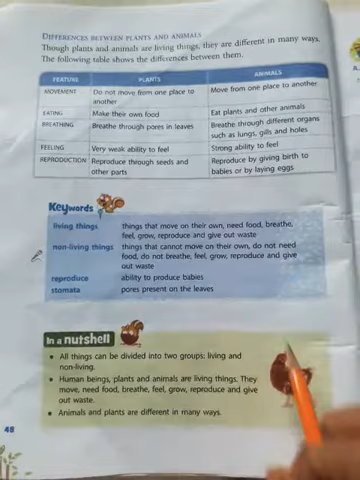 DIFFERENCES BETWEEN PLANTS AND ANIMALS
Though plants and animals are living things, they are different in many ways.
The following table shows the differences between them.
FEATURE PLANTS ANIMALS
MOVEMENT Do not move from one place to another Move from one place to another
EATING Make their own food Eat plants and other animals
BREATHING Breathe through pores in leaves Breathe through different organs such as lungs, gills and holes
FEELING Very weak ability to feel Strong ability to feel
REPRODUCTION Reproduce through seeds and other parts Reproduce by giving birth to babies or by laying eggs
Keywords
living things things that move on their own, need food, breathe,
feel, grow, reproduce and give out waste
non-living things things that cannot move on their own, do not need
food, do not breathe, feel, grow, reproduce and give
out waste
reproduce ability to produce babies
stomata pores present on the leaves
In a nutshell
• All things can be divided into two groups: living and
non-living.
• Human beings, plants and animals are living things. They
move, need food, breathe, feel, grow, reproduce and give
out waste.
• Animals and plants are different in many ways.
48
A.